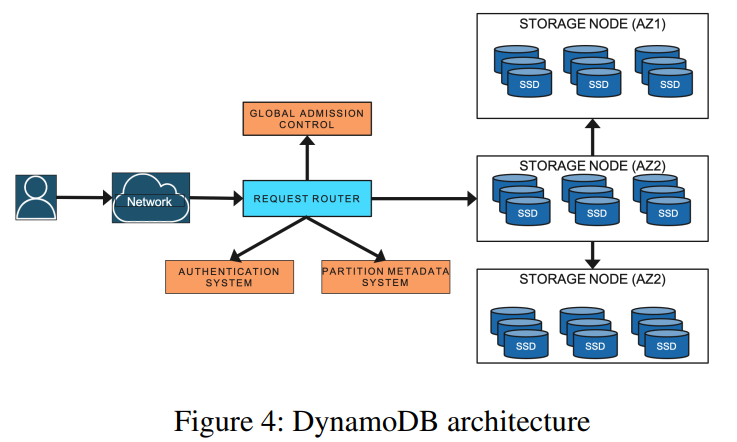 STORAGE NODE (AZ1)
SSD
SSD
SSD
GLOBAL ADMISSION
CONTROL
STORAGE NODE (AZ2)
SSD
SSD
SSD
Network
REQUEST ROUTER
AUTHENTICATION
SYSTEM
PARTITION METADATA
SYSTEM
STORAGE NODE (AZ2)
SSD
SSD
SSD
Figure 4: DynamoDB architecture